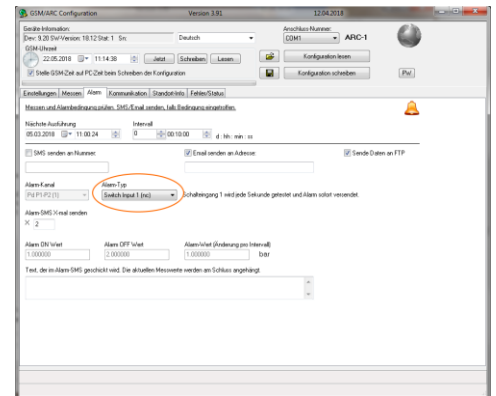 GSM/ARC Configuration Version 3.91 12.04.2018
Geräte-Information: Anschluss-Nummer:
Dev: 9.20 SW-Version: 18.12 Stat: 1 Sn: Deutsch COM1 ARC-1
GSM-Uhrzeit
22.05.2018 11:14:38 Jetzt Schreiben Lesen Konfiguration lesen
Stelle GSM-Zeit auf PC-Zeit beim Schreiben der Konfiguration Konfiguration schreiben PW
Einstellungen Messen Alarm Kommunikation Standort-Info Fehler/Status
Messen und Alarmbedingung prüfen, SMS/Email senden, falls Bedingung eingetroffen.
Nächste Ausführung Intervall
05.03.2018 11:00:24 0 00:10:00 d : hh : min : ss
SMS senden an Nummer: Email senden an Adresse: Sende Daten an FTP
Alarm-Kanal Alarm-Typ
Pd P1-P2 (1) Switch Input 1 (nc) Schalteingang 1 wird jede Sekunde getestet und Alarm sofort versendet.
Alarm-SMS X-mal senden
X 2
Alarm ON Wert Alarm OFF Wert Alarm-Wert (Änderung pro Intervall)
1.000000 2.000000 1.000000 bar
Text, der im Alarm-SMS geschickt wird. Die aktuellen Messwerte werden am Schluss angehängt.